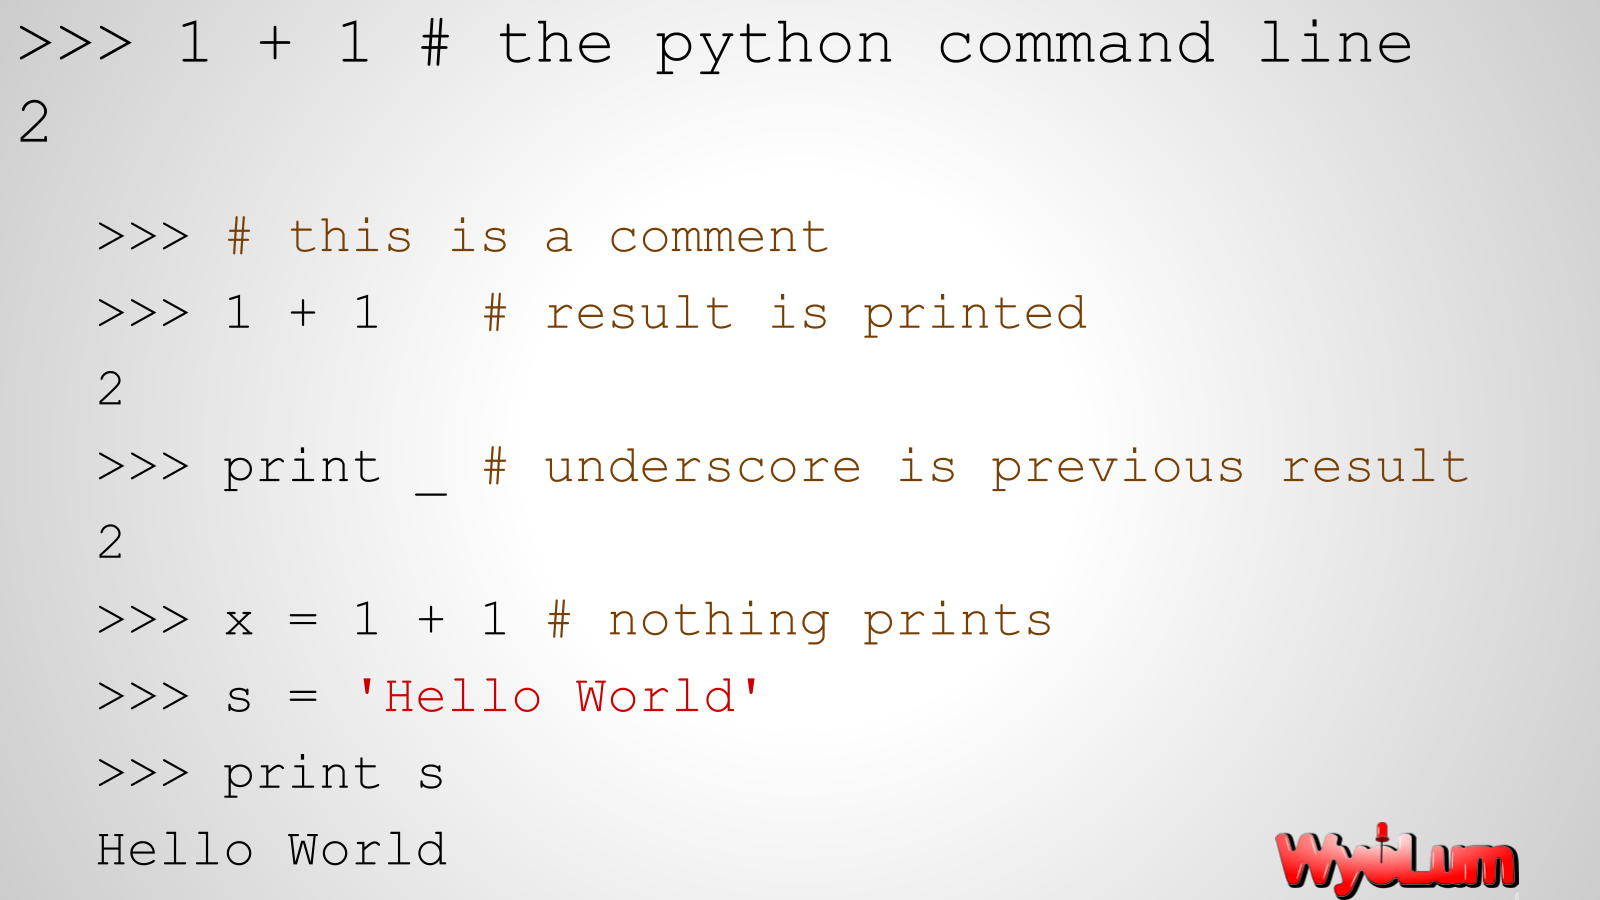 >>> 1 + 1 # the python command line
2
>>> # this is a comment
>>> 1 + 1   # result is printed
2
>>> print _ # underscore is previous result
2
>>> x = 1 + 1 # nothing prints
>>> s = 'Hello World'
>>> print s
Hello World
WyoLum